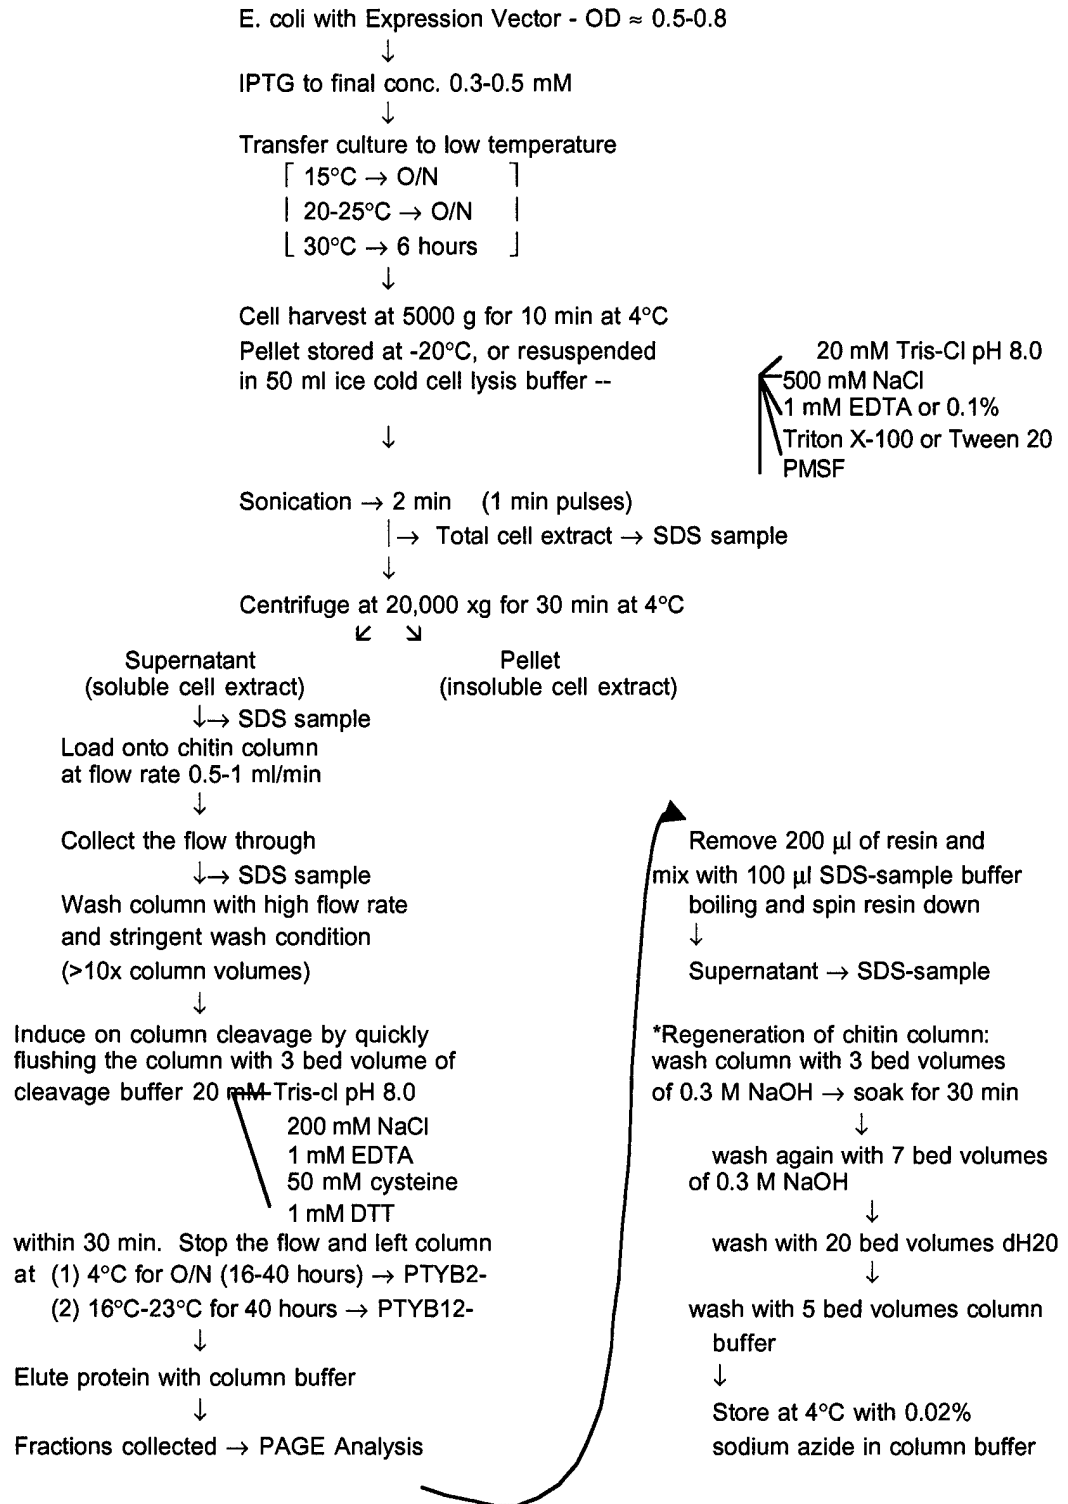 E. coli with Expression Vector - OD ≈ 0.5-0.8
↓
IPTG to final conc. 0.3-0.5 mM
↓
Transfer culture to low temperature
⎡ 15°C → O/N ⎤
| 20-25°C → O/N |
⎣ 30°C → 6 hours ⎦
↓
Cell harvest at 5000 g for 10 min at 4°C
Pellet stored at -20°C, or resuspended
in 50 ml ice cold cell lysis buffer --
20 mM Tris-Cl pH 8.0
500 mM NaCl
1 mM EDTA or 0.1%
Triton X-100 or Tween 20
PMSF
↓
Sonication → 2 min (1 min pulses)
|→ Total cell extract → SDS sample
↓
Centrifuge at 20,000 xg for 30 min at 4°C
↙ ↘
Supernatant
(soluble cell extract)
Pellet
(insoluble cell extract)
↓→ SDS sample
Load onto chitin column
at flow rate 0.5-1 ml/min
↓
Collect the flow through
↓→ SDS sample
Wash column with high flow rate
and stringent wash condition
(>10x column volumes)
↓
Induce on column cleavage by quickly
flushing the column with 3 bed volume of
cleavage buffer 20 mM Tris-cl pH 8.0
200 mM NaCl
1 mM EDTA
50 mM cysteine
1 mM DTT
within 30 min. Stop the flow and left column
at (1) 4°C for O/N (16-40 hours) → PTYB2-
(2) 16°C-23°C for 40 hours → PTYB12-
↓
Elute protein with column buffer
↓
Fractions collected → PAGE Analysis
Remove 200 µl of resin and
mix with 100 µl SDS-sample buffer
boiling and spin resin down
↓
Supernatant → SDS-sample
*Regeneration of chitin column:
wash column with 3 bed volumes
of 0.3 M NaOH → soak for 30 min
↓
wash again with 7 bed volumes
of 0.3 M NaOH
↓
wash with 20 bed volumes dH20
↓
wash with 5 bed volumes column
buffer
↓
Store at 4°C with 0.02%
sodium azide in column buffer